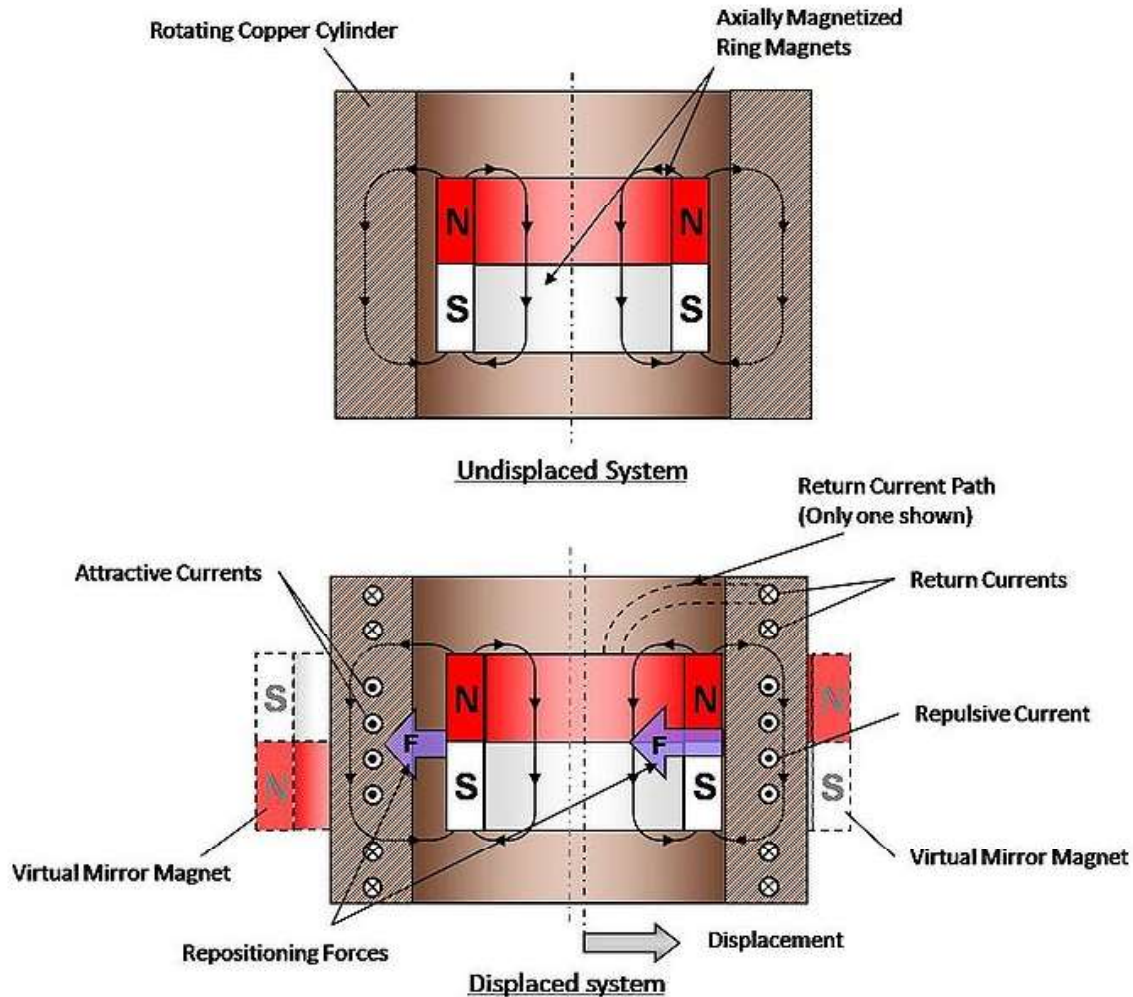 Rotating Copper Cylinder
Axially Magnetized
Ring Magnets
N
N
S
S
Undisplaced System
Return Current Path
(Only one shown)
Attractive Currents
Return Currents
S
N
N
N
Repulsive Current
F
F
N
S
S
S
Virtual Mirror Magnet
Virtual Mirror Magnet
Repositioning Forces
Displacement
Displaced system